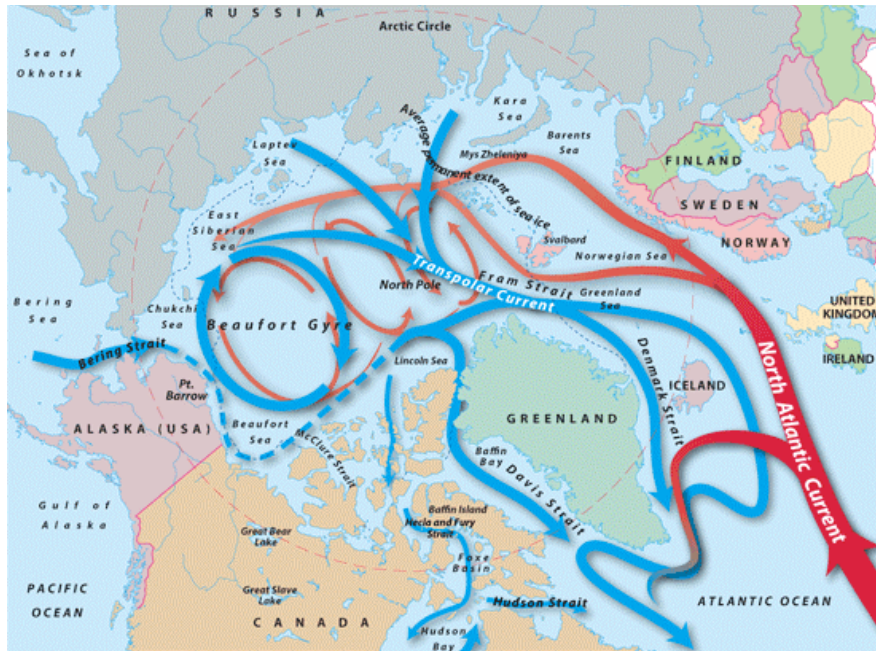 RUSSIA
Arctic Circle
Sea of
Okhotsk
Kara
Sea
Laptev
Sea
Average permanent extent of sea ice
Barents
Sea
Mys Zheleniya
FINLAND
SWEDEN
NORWAY
East
Siberian
Sea
Svalbard
Norwegian Sea
Transpolar Current
Fram Strait
North Pole
Greenland
Sea
Bering
Sea
Chukchi
Sea
Beaufort Gyre
UNITED
KINGDOM
IRELAND
Bering Strait
Lincoln Sea
Denmark Strait
ICELAND
North Atlantic Current
Pt.
Barrow
ALASKA (USA)
Beaufort
Sea
McClure Strait
GREENLAND
Baffin
Bay
Davis Strait
Gulf of
Alaska
Baffin Island
Hecla and Fury
Strait
Great Bear
Lake
Foxe
Basin
Great Slave
Lake
PACIFIC
OCEAN
Hudson Strait
ATLANTIC OCEAN
CANADA
Hudson
Bay